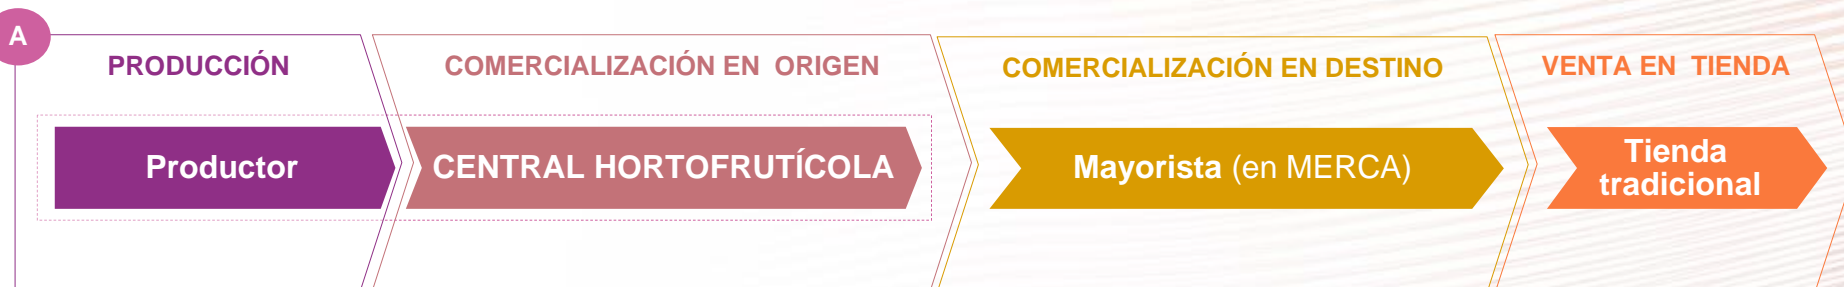 A
PRODUCCIÓN
COMERCIALIZACIÓN EN ORIGEN
COMERCIALIZACIÓN EN DESTINO
VENTA EN TIENDA
Productor
CENTRAL HORTOFRUTÍCOLA
Mayorista (en MERCA)
Tienda
tradicional